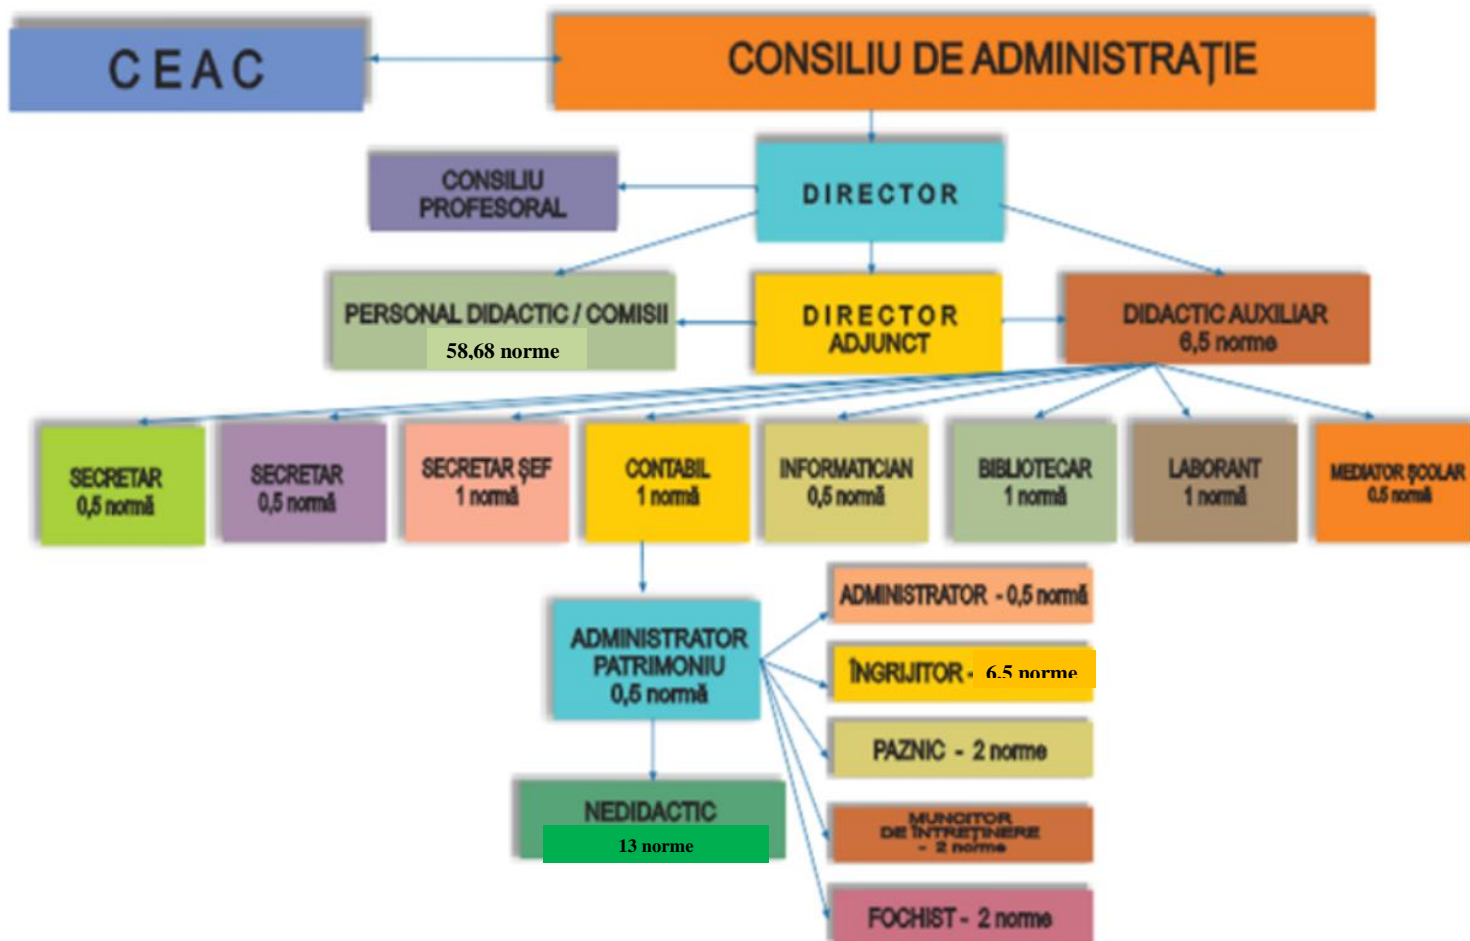 CEAC
CONSILIU DE ADMINISTRAȚIE
CONSILIU
PROFESORAL
DIRECTOR
PERSONAL DIDACTIC / COMISII
58,68 norme
DIRECTOR
ADJUNCT
DIDACTIC AUXILIAR
6,5 norme
SECRETAR
0,5 normă
SECRETAR
0,5 normă
SECRETAR ȘEF
1 normă
CONTABIL
1 normă
INFORMATICIAN
0,5 normă
BIBLIOTECAR
1 normă
LABORANT
1 normă
MEDIATOR ȘCOLAR
0.5 normă
ADMINISTRATOR
PATRIMONIU
0,5 normă
ADMINISTRATOR - 0,5 normă
ÎNGRIJITOR - 6,5 norme
PAZNIC - 2 norme
MUNCITOR
DE ÎNTREȚINERE
- 2 norme
FOCHIST - 2 norme
NEDIDACTIC
13 norme